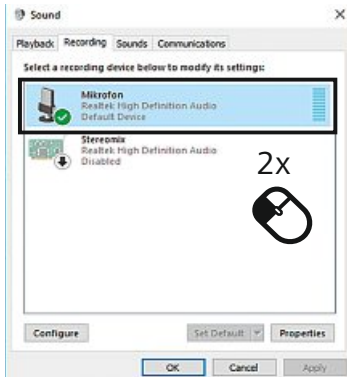 Sound
Playback Recording Sounds Communications
Select a recording device below to modify its settings:
Mikrofon
Realtek High Definition Audio
Default Device
Stereomix
Realtek High Definition Audio
Disabled
2x
Configure Set Default Properties
OK Cancel Apply